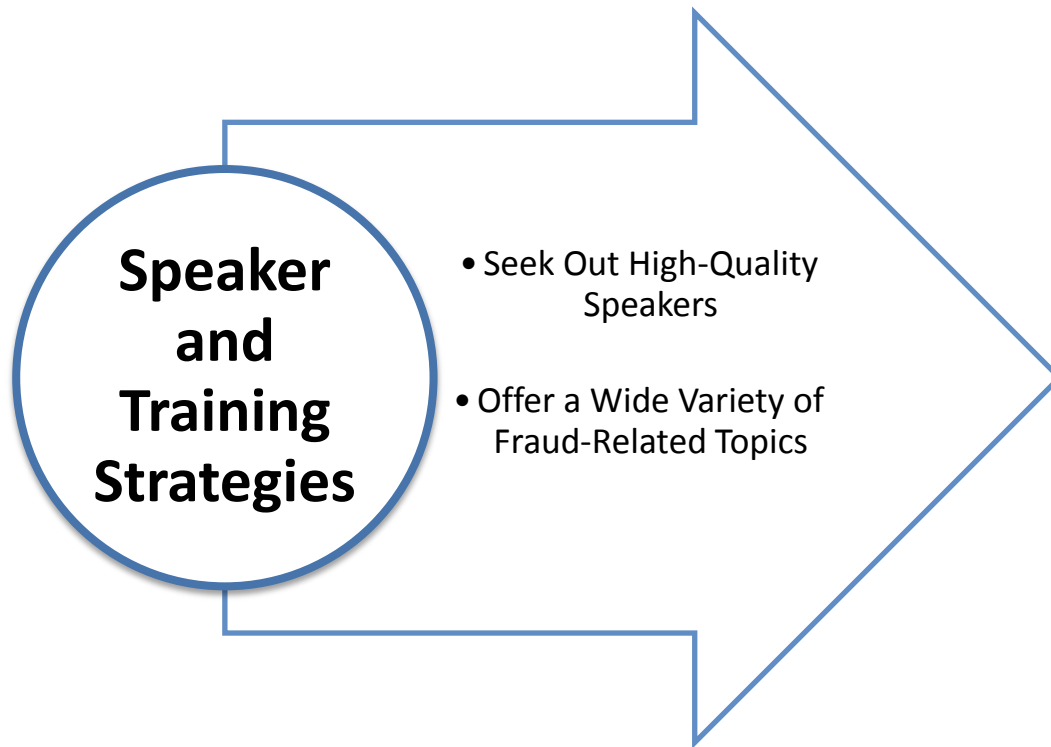 Speaker
and
Training
Strategies
• Seek Out High-Quality
Speakers
• Offer a Wide Variety of
Fraud-Related Topics